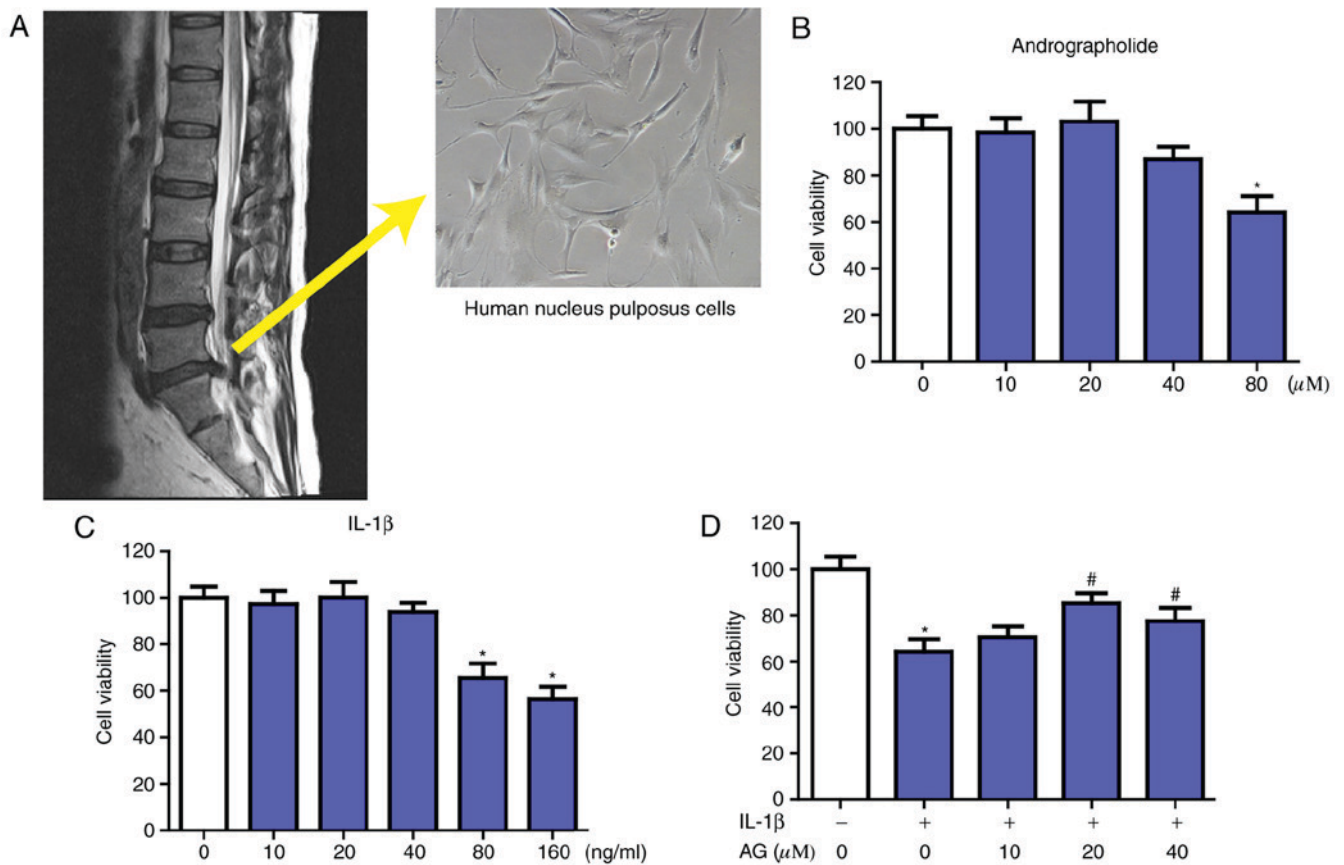 A
Human nucleus pulposus cells
B
Andrographolide
Cell viability
120
100
80
60
40
20
0
0 10 20 40 80 (μM)
*
C
IL-1β
Cell viability
120
100
80
60
40
20
0
0 10 20 40 80 160 (ng/ml)
* *
D
Cell viability
120
100
80
60
40
20
0
* # #
IL-1β – + + + +
AG (μM) 0 0 10 20 40